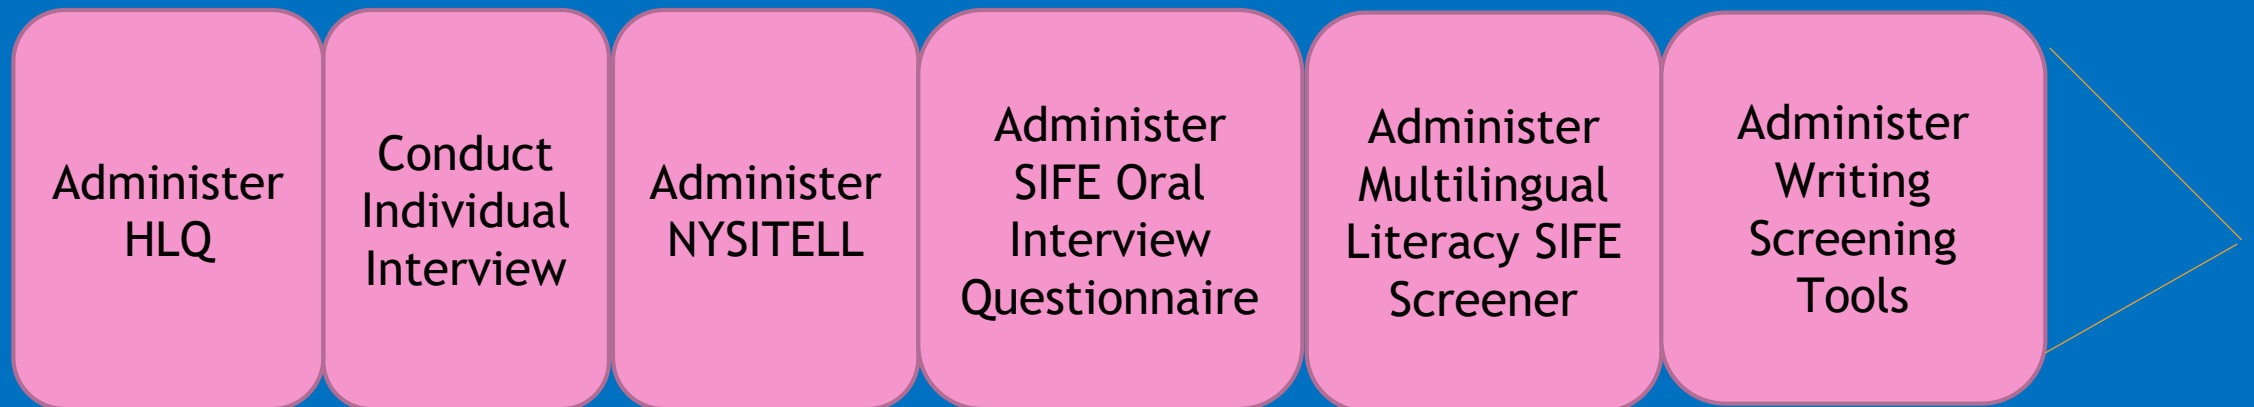 Administer
HLQ
Conduct
Individual
Interview
Administer
NYSITELL
Administer
SIFE Oral
Interview
Questionnaire
Administer
Multilingual
Literacy SIFE
Screener
Administer
Writing
Screening
Tools